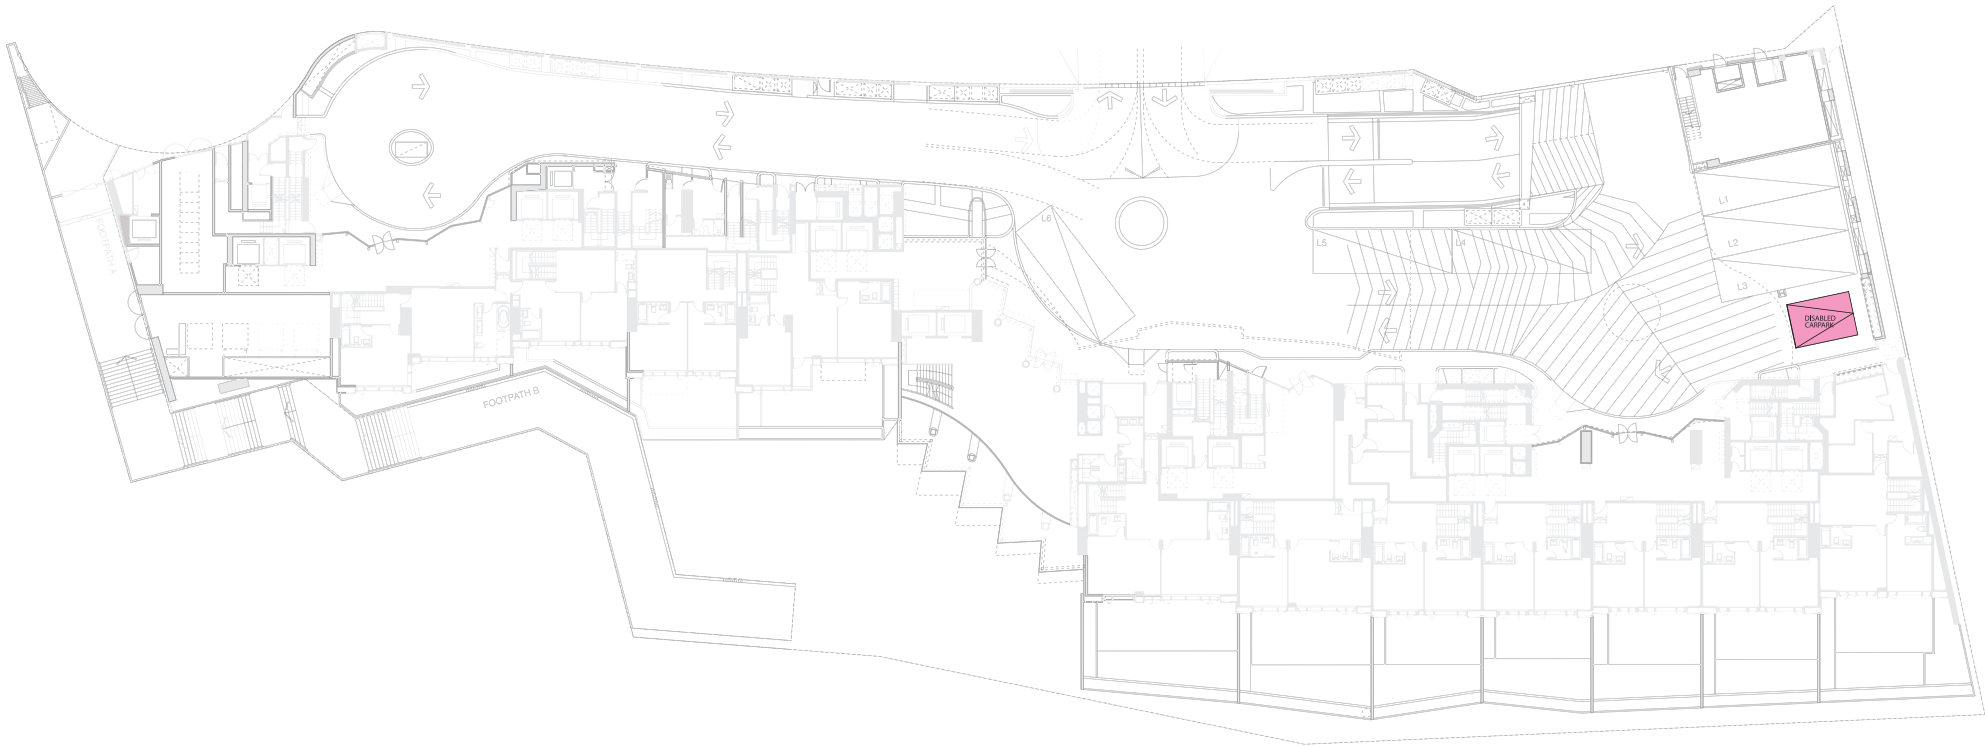 FOOTPATH A
L6
L5
L4
L1
L2
L3
DISABLED
CARPARK
FOOTPATH B